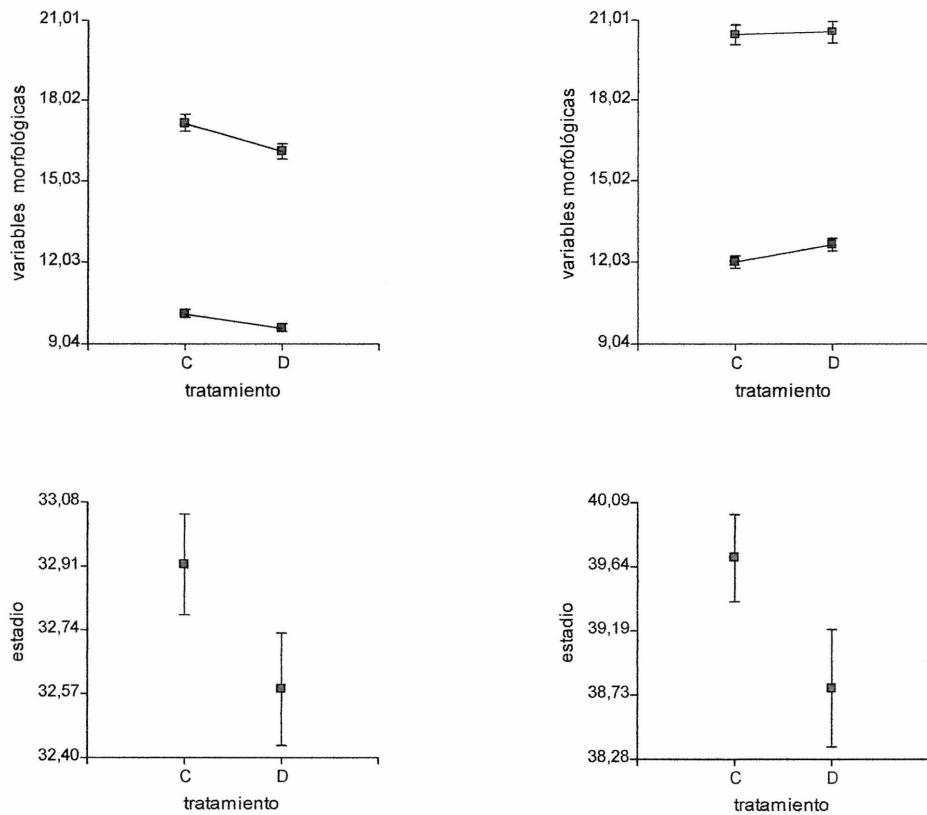 21,01
18,02
15,03
12,03
9,04
variables morfológicas
C D
tratamiento
21,01
18,02
15,02
12,03
9,04
variables morfológicas
C D
tratamiento
33,08
32,91
32,74
32,57
32,40
estadio
C D
tratamiento
40,09
39,64
39,19
38,73
38,28
estadio
C D
tratamiento